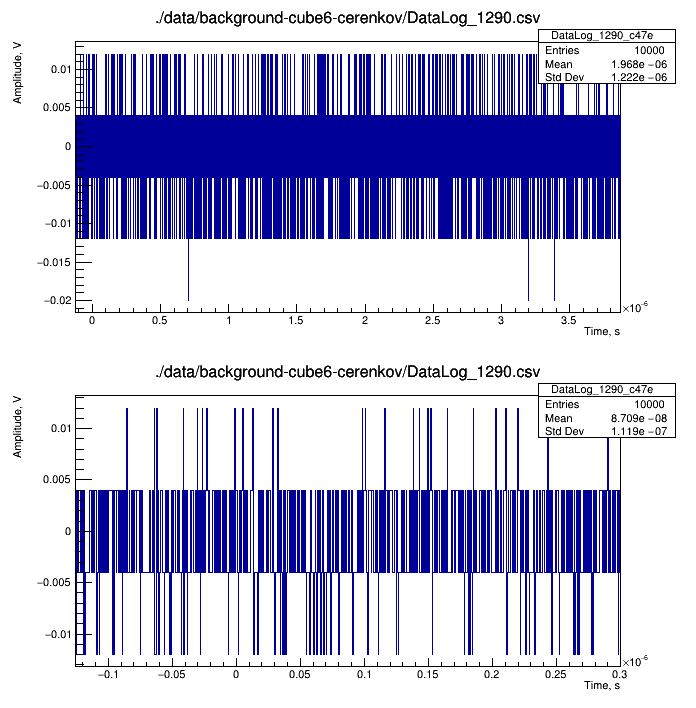 ./data/background-cube6-cerenkov/DataLog_1290.csv
DataLog_1290_c47e
Entries 10000
Mean 1.968e −06
Std Dev 1.222e −06
Amplitude, V
0.01
0.005
0
−0.005
−0.01
−0.015
−0.02
0 0.5 1 1.5 2 2.5 3 3.5
×10⁻⁶
Time, s
./data/background-cube6-cerenkov/DataLog_1290.csv
DataLog_1290_c47e
Entries 10000
Mean 8.709e −08
Std Dev 1.119e −07
Amplitude, V
0.01
0.005
0
−0.005
−0.01
−0.1 −0.05 0 0.05 0.1 0.15 0.2 0.25 0.3
×10⁻⁶
Time, s